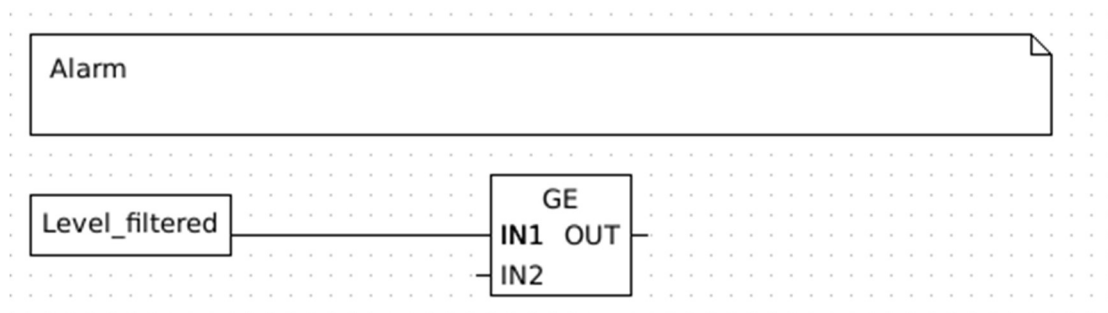 Alarm
GE
Level_filtered
IN1 OUT
IN2